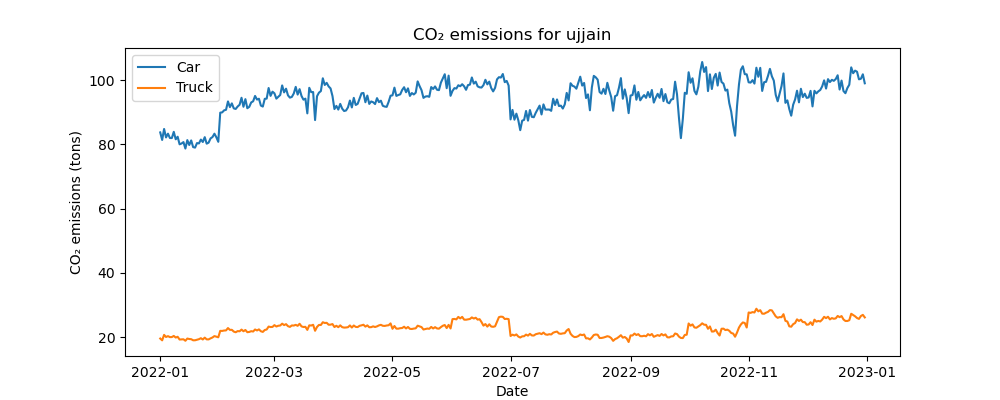 CO₂ emissions for ujjain
Car
Truck
CO₂ emissions (tons)
100
80
60
40
20
2022-01
2022-03
2022-05
2022-07
2022-09
2022-11
2023-01
Date